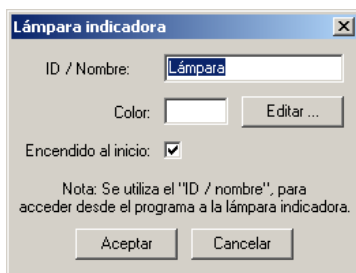 Lámpara indicadora
ID / Nombre: Lámpara
Color: Editar ...
Encendido al inicio:
Nota: Se utiliza el "ID / nombre", para
acceder desde el programa a la lámpara indicadora.
Aceptar Cancelar